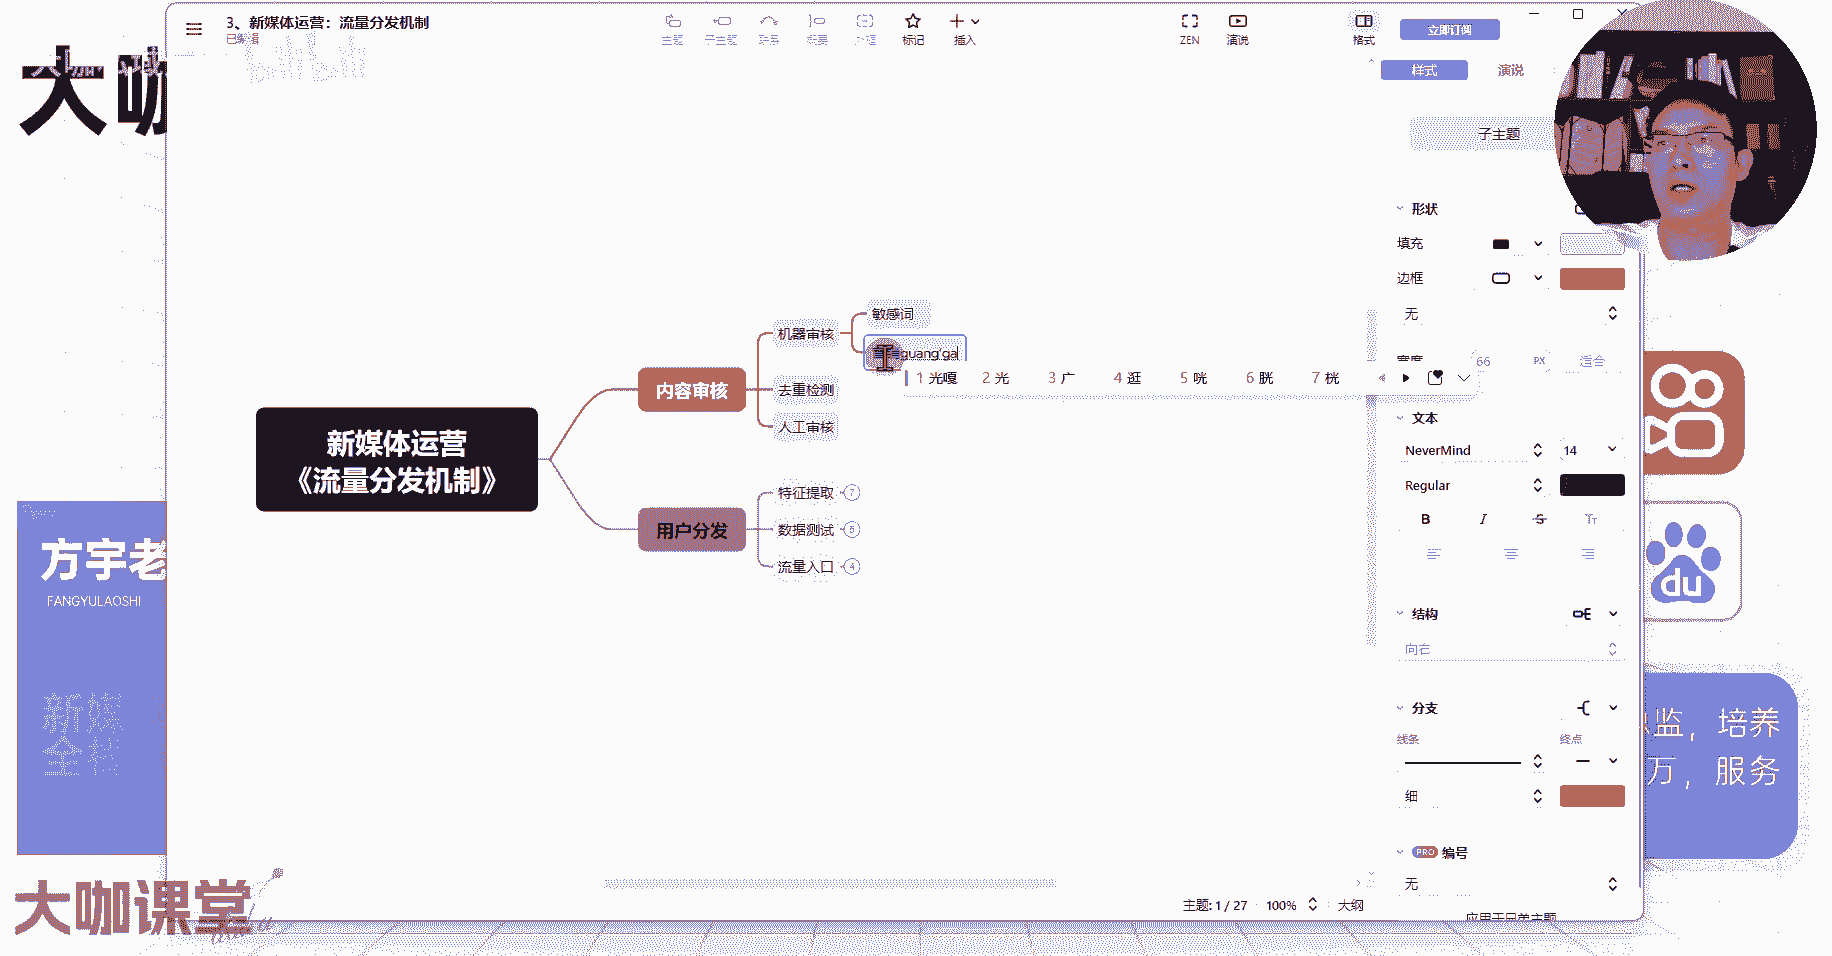 3、新媒体运营：流量分发机制
已编辑
主题
子主题
联系
概要
外框
标记
插入
ZEN
演说
格式
立即订阅
样式
演说
大咖
bilibili
子主题
形状
填充
边框
无
宽度
66
PX
适合
敏感词
机器审核
guang'ga
1 光嘎 2 光 3 广 4 逛 5 咣 6 胱 7 桄
内容审核
去重检测
人工审核
文本
新媒体运营
《流量分发机制》
NeverMind
14
Regular
B
I
S
特征提取
7
用户分发
数据测试
5
流量入口
4
方宇老
FANGYULAOSHI
du
结构
向右
新媒
全栈
分支
线条
终点
细
监，培养
万，服务
PRO 编号
无
大咖课堂
主题: 1 / 27
100%
大纲
应用于兄弟主题